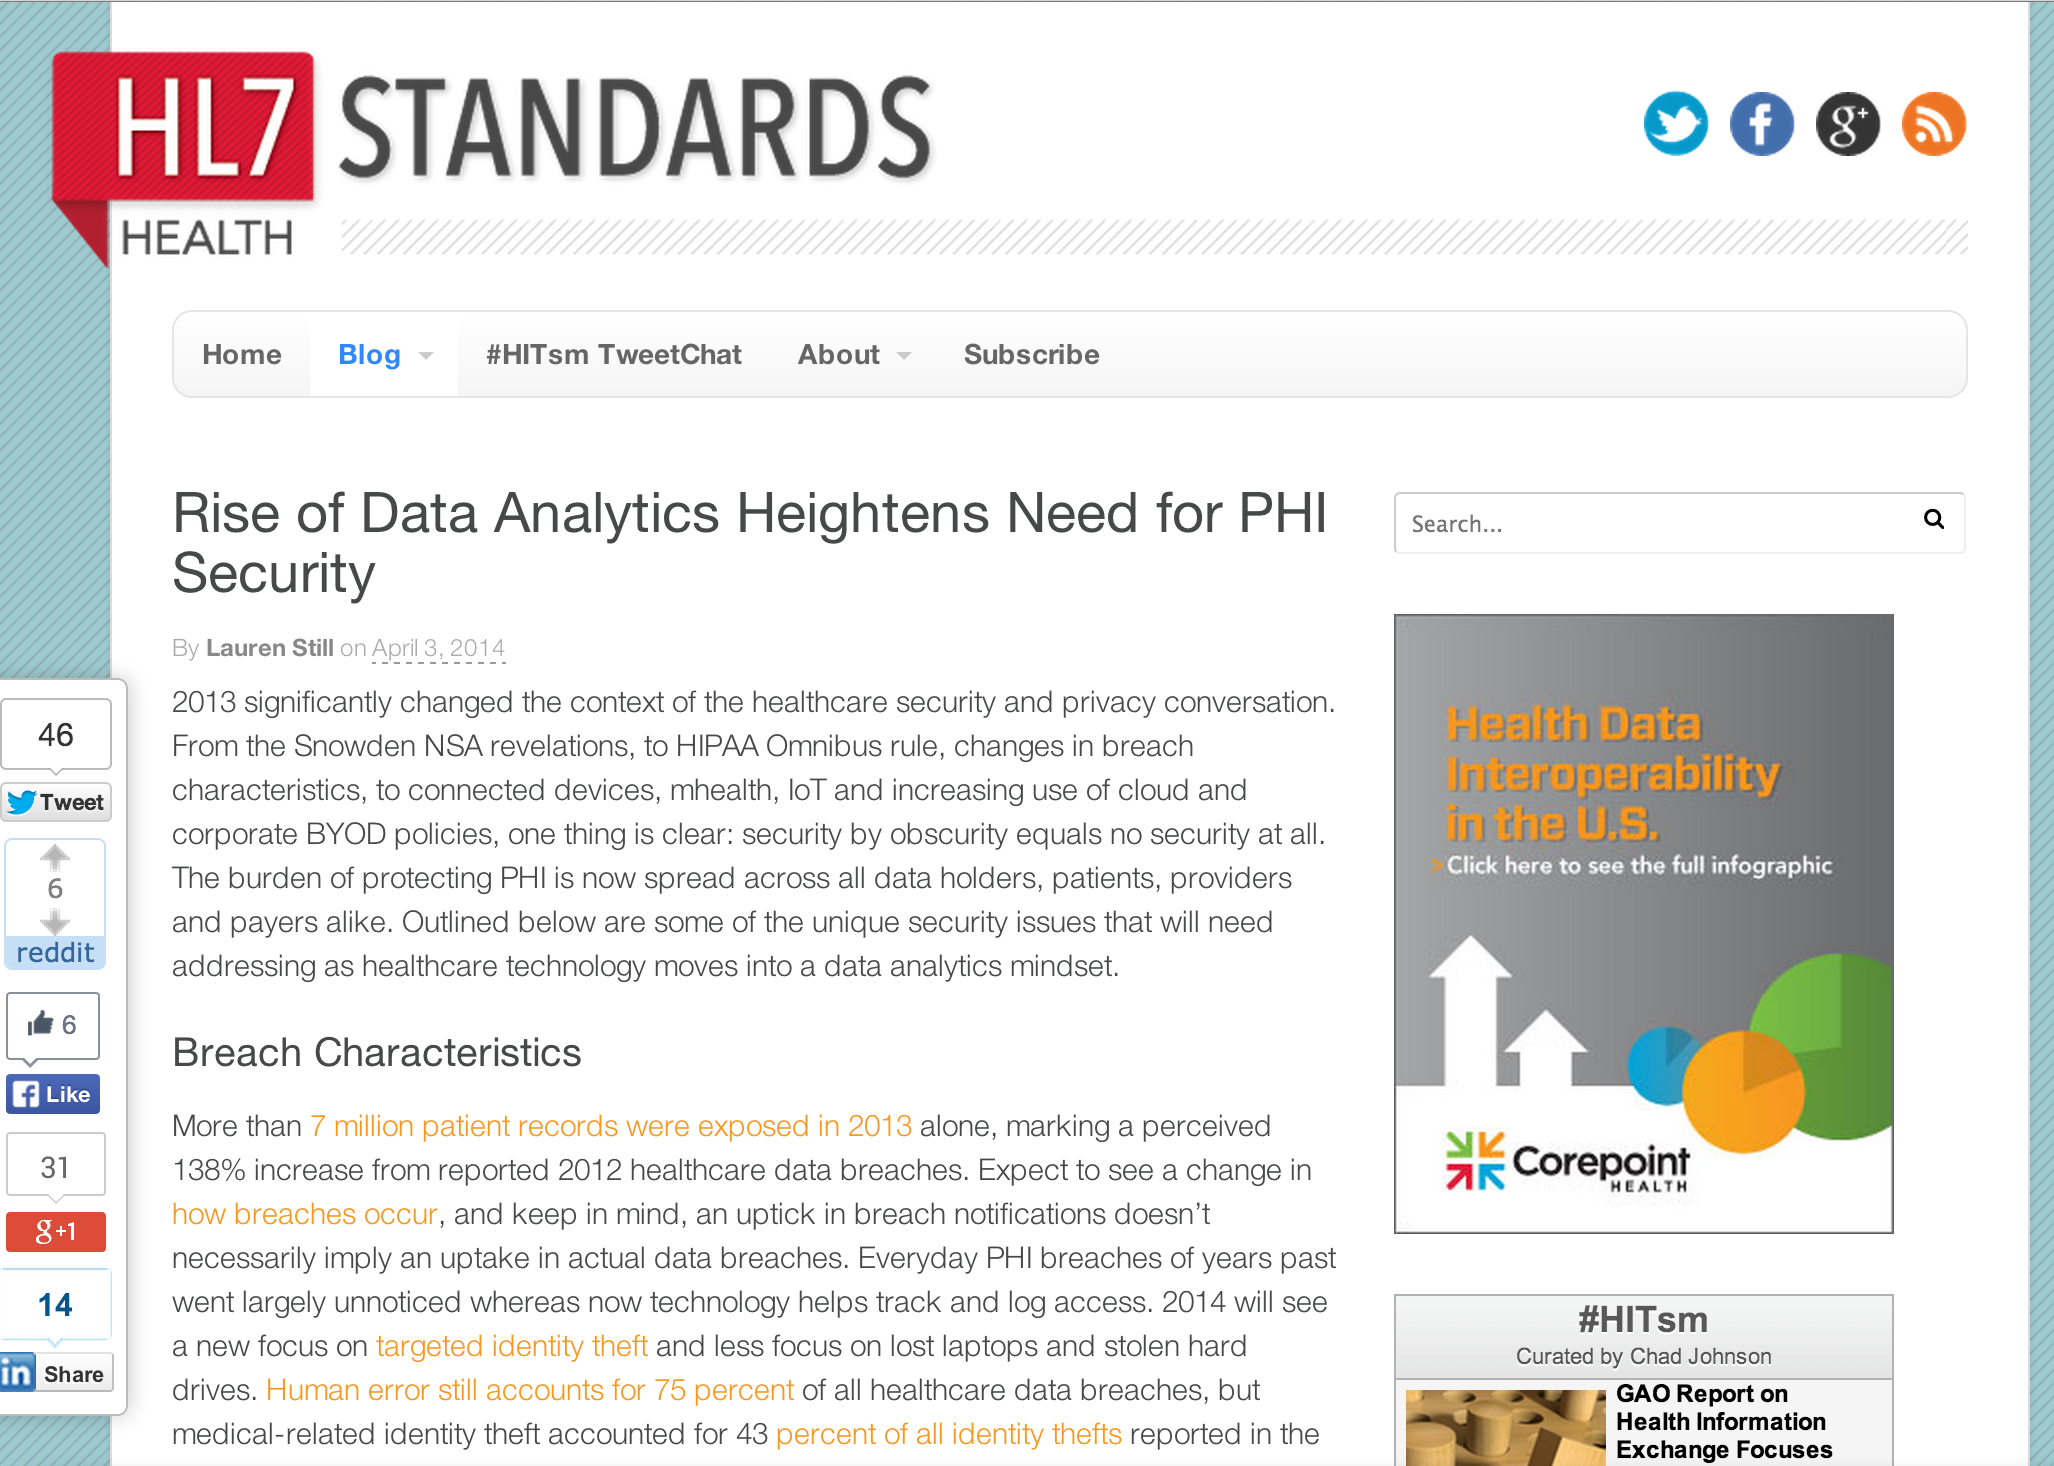 HL7 STANDARDS
HEALTH
Home
Blog
#HITsm TweetChat
About
Subscribe
Rise of Data Analytics Heightens Need for PHI
Security
By Lauren Still on April 3, 2014
2013 significantly changed the context of the healthcare security and privacy conversation.
From the Snowden NSA revelations, to HIPAA Omnibus rule, changes in breach
characteristics, to connected devices, mhealth, IoT and increasing use of cloud and
corporate BYOD policies, one thing is clear: security by obscurity equals no security at all.
The burden of protecting PHI is now spread across all data holders, patients, providers
and payers alike. Outlined below are some of the unique security issues that will need
addressing as healthcare technology moves into a data analytics mindset.
Breach Characteristics
More than 7 million patient records were exposed in 2013 alone, marking a perceived
138% increase from reported 2012 healthcare data breaches. Expect to see a change in
how breaches occur, and keep in mind, an uptick in breach notifications doesn’t
necessarily imply an uptake in actual data breaches. Everyday PHI breaches of years past
went largely unnoticed whereas now technology helps track and log access. 2014 will see
a new focus on targeted identity theft and less focus on lost laptops and stolen hard
drives. Human error still accounts for 75 percent of all healthcare data breaches, but
medical-related identity theft accounted for 43 percent of all identity thefts reported in the
46
Tweet
6
reddit
6
Like
31
g+1
14
in Share
Search...
Health Data
Interoperability
in the U.S.
>Click here to see the full infographic
Corepoint
HEALTH
#HITsm
Curated by Chad Johnson
GAO Report on
Health Information
Exchange Focuses